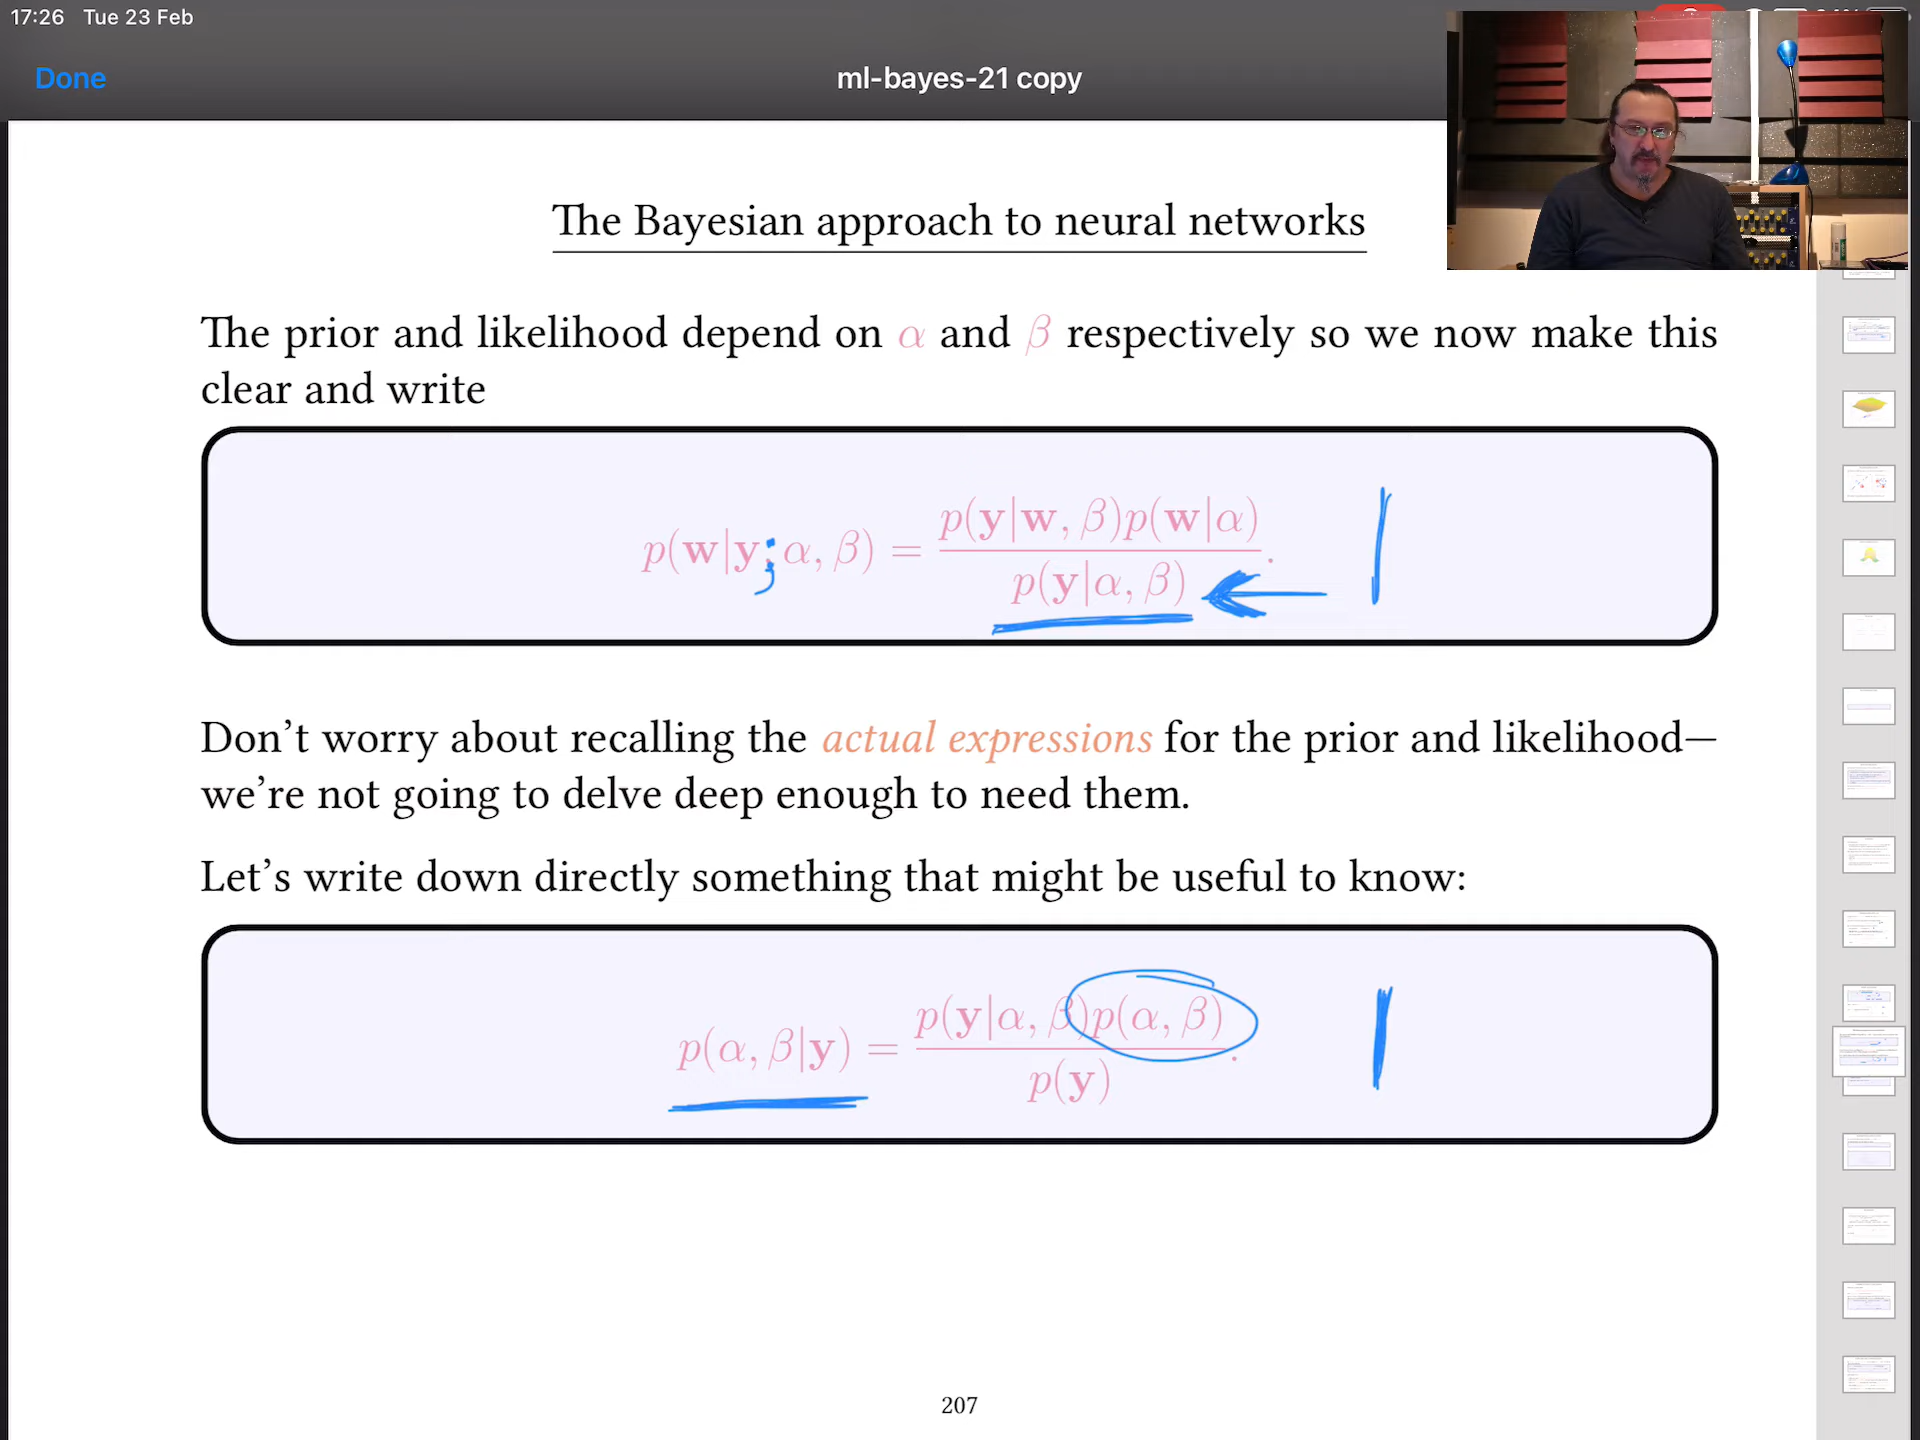 17:26 Tue 23 Feb
Done
ml-bayes-21 copy
The Bayesian approach to neural networks
The prior and likelihood depend on α and β respectively so we now make this
clear and write
p(w|y; α, β) = p(y|w, β)p(w|α) / p(y|α, β).
Don't worry about recalling the actual expressions for the prior and likelihood—
we're not going to delve deep enough to need them.
Let's write down directly something that might be useful to know:
p(α, β|y) = p(y|α, β)p(α, β) / p(y).
207